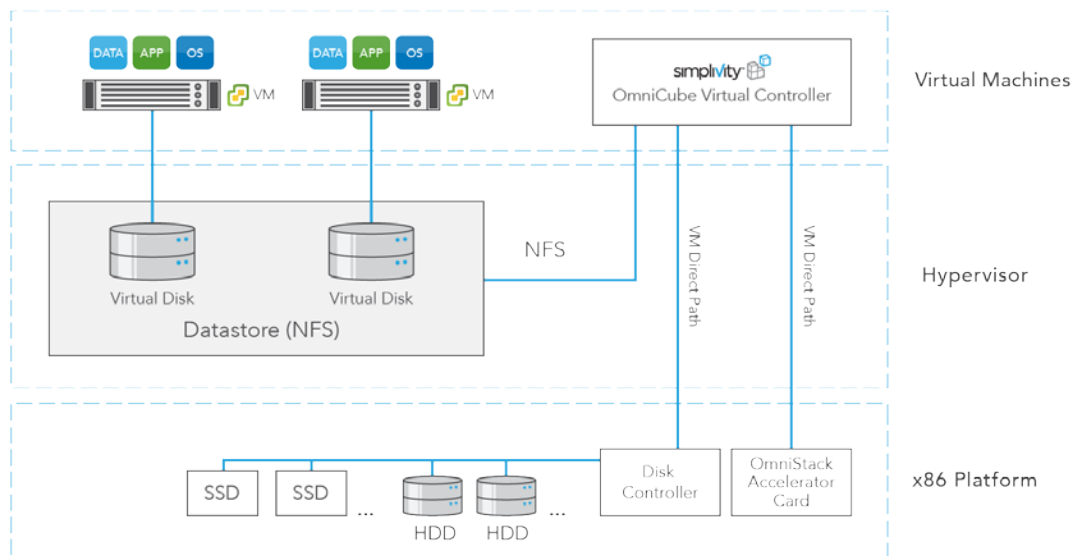 DATA APP OS
DATA APP OS
VM
VM
simplivity
OmniCube Virtual Controller
Virtual Machines
Virtual Disk
Virtual Disk
Datastore (NFS)
NFS
VM Direct Path
VM Direct Path
Hypervisor
SSD
SSD
...
HDD
HDD
...
Disk
Controller
OmniStack
Accelerator
Card
x86 Platform